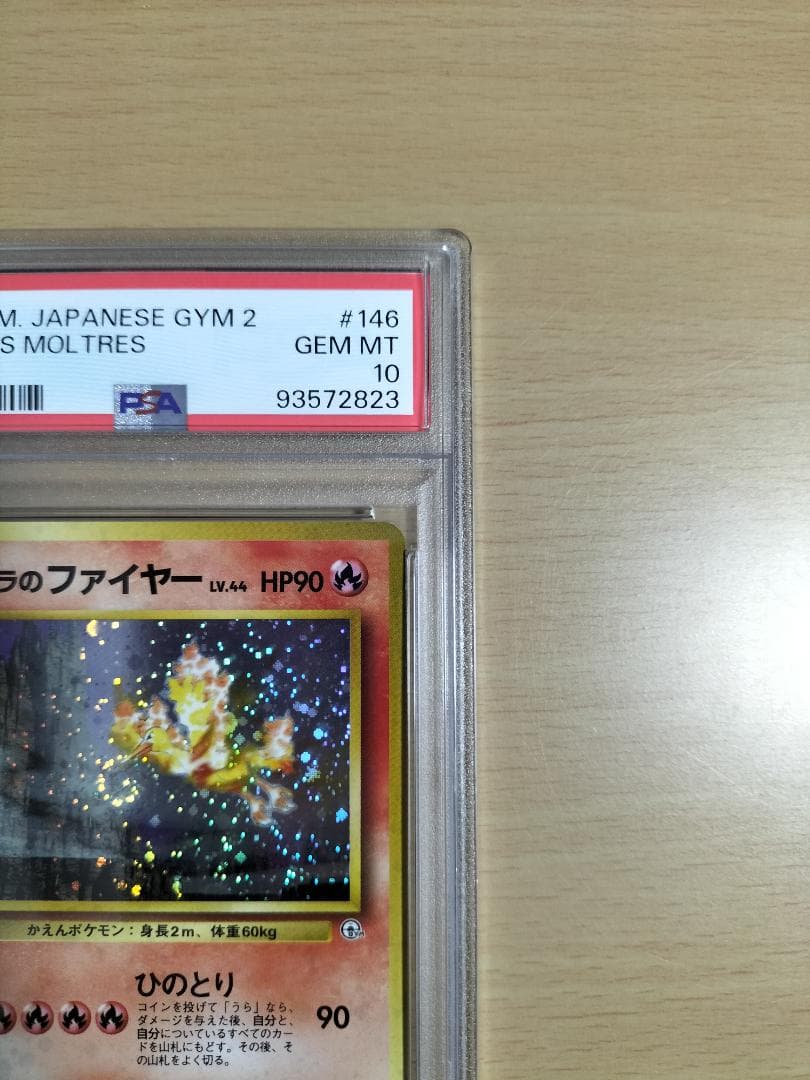 M. JAPANESE GYM 2 #146
S MOLTRES GEM MT
10
PSA 93572823
ラのファイヤー LV.44 HP90
かえんポケモン：身長2m、体重60kg
ひのとり
コインを投げて「うら」なら、
ダメージを与えた後、自分と、
自分についているすべてのカー
ドを山札にもどす。その後、そ
の山札をよく切る。
90